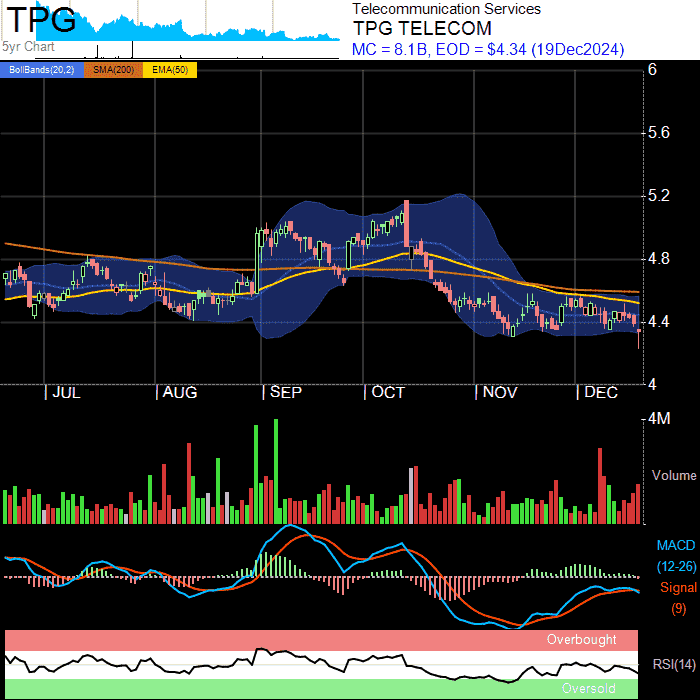 TPG
5yr Chart
Telecommunication Services
TPG TELECOM
MC = 8.1B, EOD = $4.34 (19Dec2024)
BollBands(20,2) SMA(200) EMA(50)
6
5.6
5.2
4.8
4.4
4
JUL AUG SEP OCT NOV DEC
4M
Volume
MACD
(12-26)
Signal
(9)
Overbought
RSI(14)
Oversold